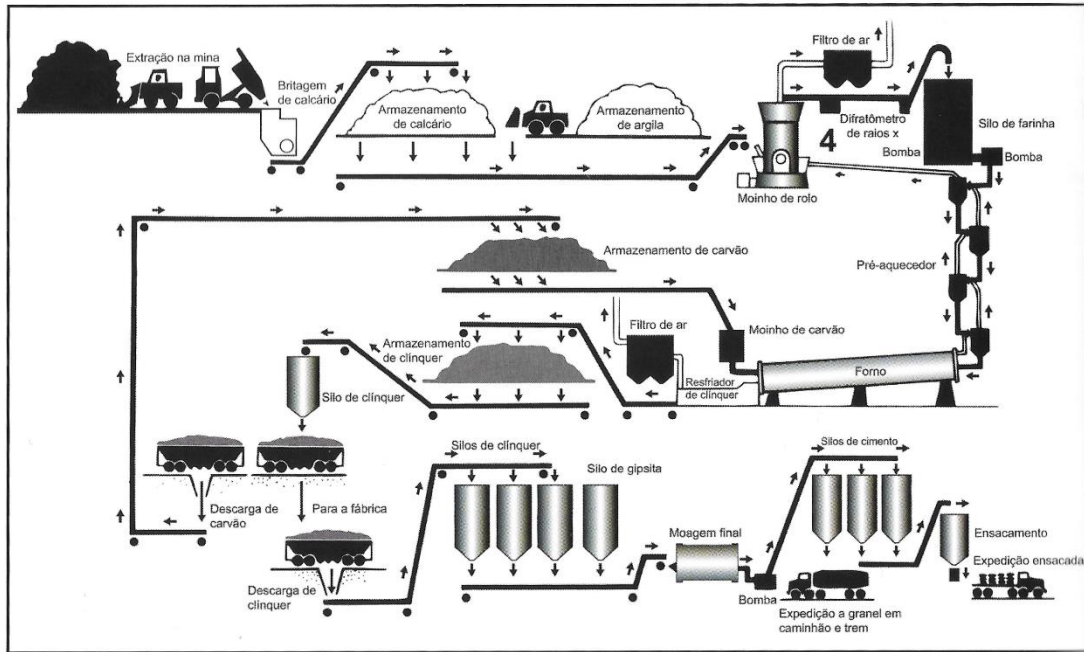 Extração na mina
Britagem
de calcário
Armazenamento
de calcário
Armazenamento
de argila
Filtro de ar
4
Difratômetro
de raios x
Silo de farinha
Bomba
Bomba
Moinho de rolo
Pré-aquecedor
Armazenamento de carvão
Moinho de carvão
Filtro de ar
Armazenamento
de clínquer
Resfriador
de clínquer
Forno
Silo de clínquer
Descarga de
carvão
Para a fábrica
Descarga de
clínquer
Silos de clínquer
Silo de gipsita
Moagem final
Bomba
Silos de cimento
Expedição a granel em
caminhão e trem
Ensacamento
Expedição ensacada